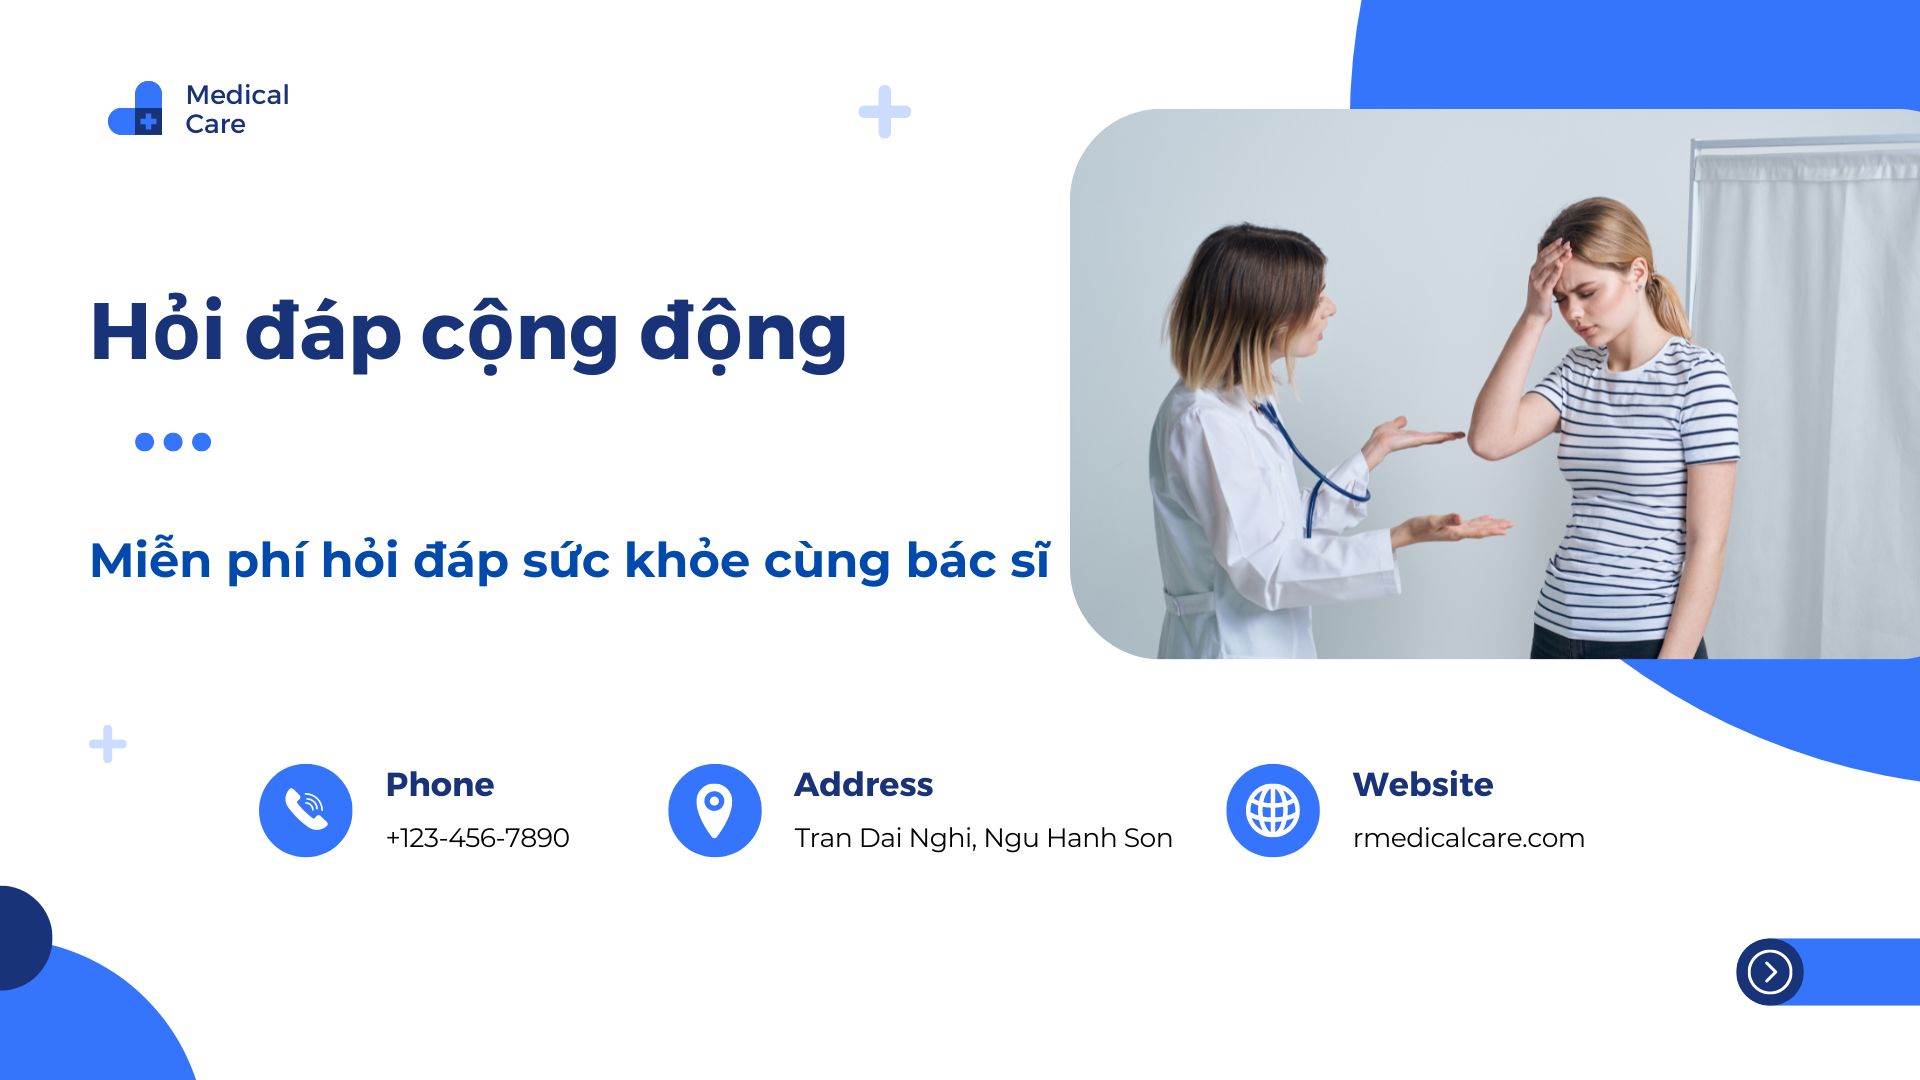 Medical
Care
Hỏi đáp cộng động
Miễn phí hỏi đáp sức khỏe cùng bác sĩ
Phone
+123-456-7890
Address
Tran Dai Nghi, Ngu Hanh Son
Website
rmedicalcare.com